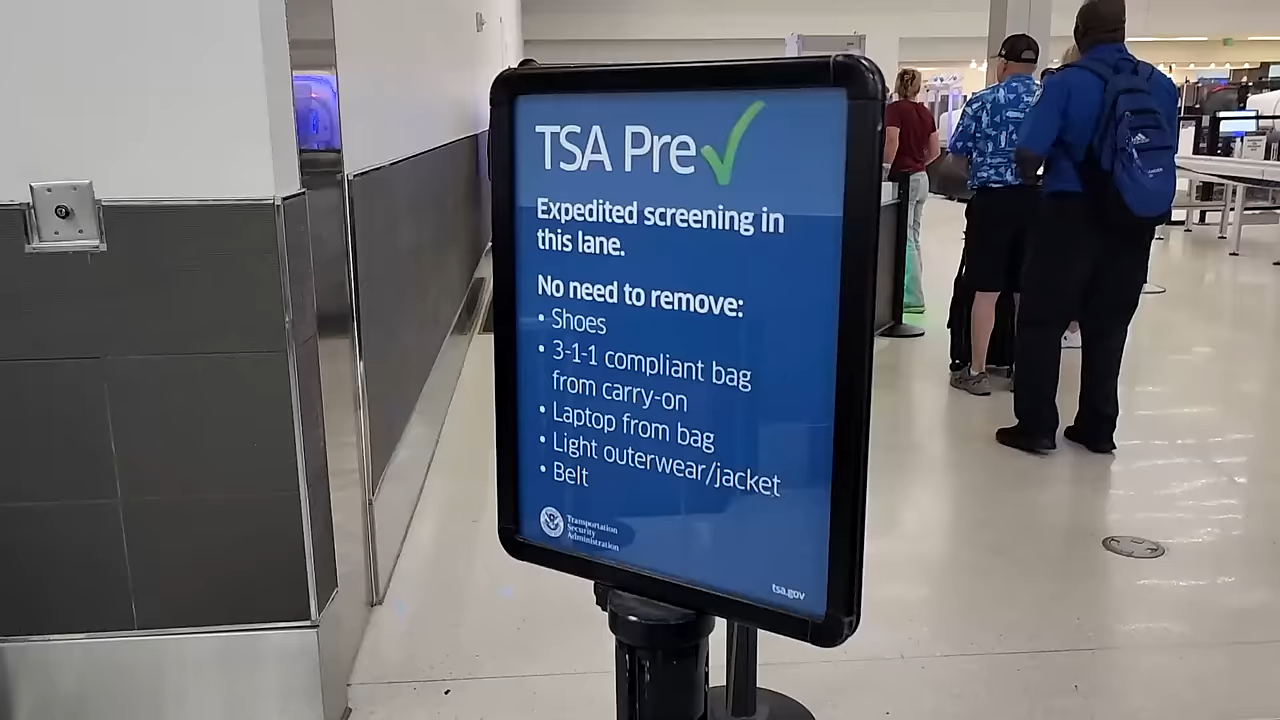 TSA Pre✓
Expedited screening in
this lane.
No need to remove:
• Shoes
• 3-1-1 compliant bag
from carry-on
• Laptop from bag
• Light outerwear/jacket
• Belt
Transportation
Security
Administration
tsa.gov
adidas